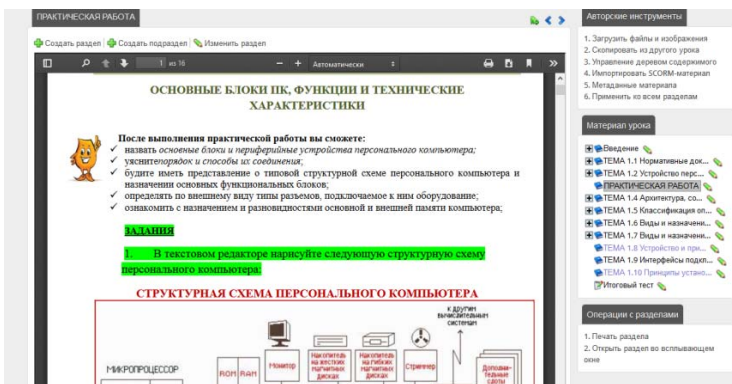 ПРАКТИЧЕСКАЯ РАБОТА
Создать раздел Создать подраздел Изменить раздел
1 из 16 Автоматически
ОСНОВНЫЕ БЛОКИ ПК, ФУНКЦИИ И ТЕХНИЧЕСКИЕ
ХАРАКТЕРИСТИКИ
После выполнения практической работы вы сможете:
✓ назвать основные блоки и периферийные устройства персонального компьютера;
✓ уяснитепорядок и способы их соединения;
✓ будите иметь представление о типовой структурной схеме персонального компьютера и
назначении основных функциональных блоков;
✓ определять по внешнему виду типы разъемов, подключаемое к ним оборудование;
✓ ознакомить с назначением и разновидностями основной и внешней памяти компьютера;
ЗАДАНИЯ
1. В текстовом редакторе нарисуйте следующую структурную схему
персонального компьютера:
СТРУКТУРНАЯ СХЕМА ПЕРСОНАЛЬНОГО КОМПЬЮТЕРА
К другим
вычислительным
системам
МИКРОПРОЦЕССОР
ROM RAM
Монитор
Накопитель
на жестких
магнитных
дисках
Накопитель
на гибких
магнитных
дисках
Стриммер
Дополни-
тельные
слоты
Авторские инструменты
1. Загрузить файлы и изображения
2. Скопировать из другого урока
3. Управление деревом содержимого
4. Импортировать SCORM-материал
5. Метаданные материала
6. Применить ко всем разделам
Материал урока
Введение
ТЕМА 1.1 Нормативные док...
ТЕМА 1.2 Устройство перс...
ПРАКТИЧЕСКАЯ РАБОТА
ТЕМА 1.4 Архитектура, со...
ТЕМА 1.5 Классификация оп...
ТЕМА 1.6 Виды и назначени...
ТЕМА 1.7 Виды и назначени...
ТЕМА 1.8 Устройство и при...
ТЕМА 1.9 Интерфейсы подкл...
ТЕМА 1.10 Принципы устано...
Итоговый тест
Операции с разделами
1. Печать раздела
2. Открыть раздел во всплывающем
окне